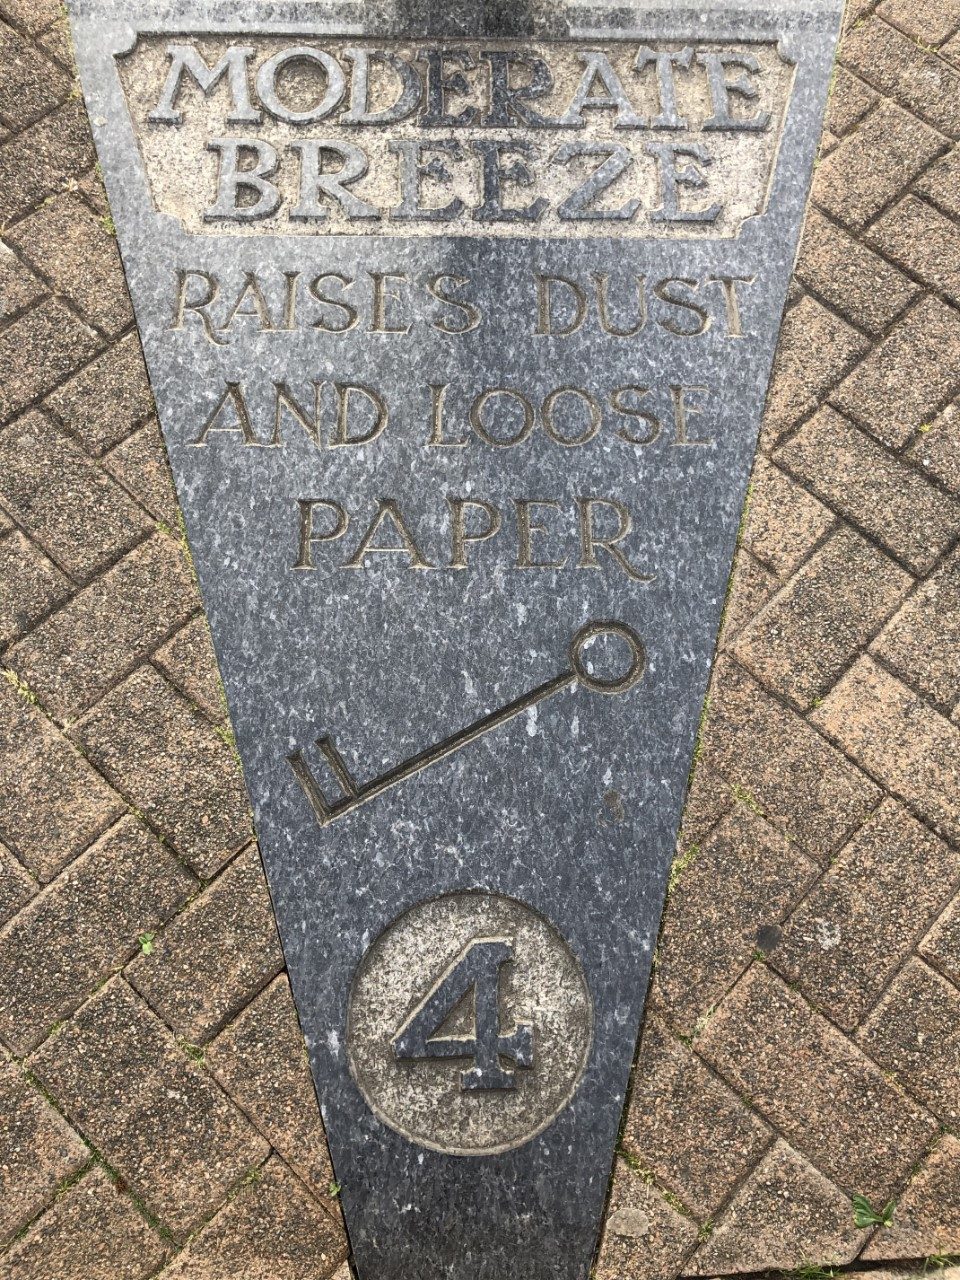 MODERATE
BREEZE
RAISES DUST
AND LOOSE
PAPER
4